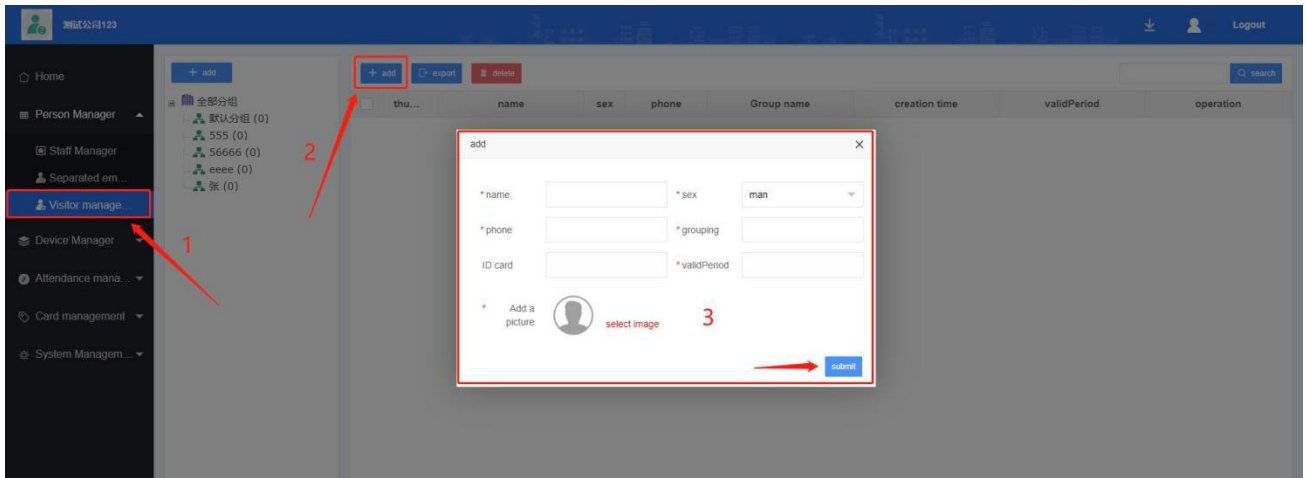 测试公司123
Logout
Home
Person Manager
Staff Manager
Separated em...
Visitor manage...
Device Manager
Attendance mana...
Card management
System Managem...
1
+ add
全部分组
默认分组 (0)
555 (0)
56666 (0)
eeee (0)
张 (0)
2
+ add export delete search
thu... name sex phone Group name creation time validPeriod operation
add
* name * sex man
* phone * grouping
ID card * validPeriod
* Add a
picture
select image
3
submit